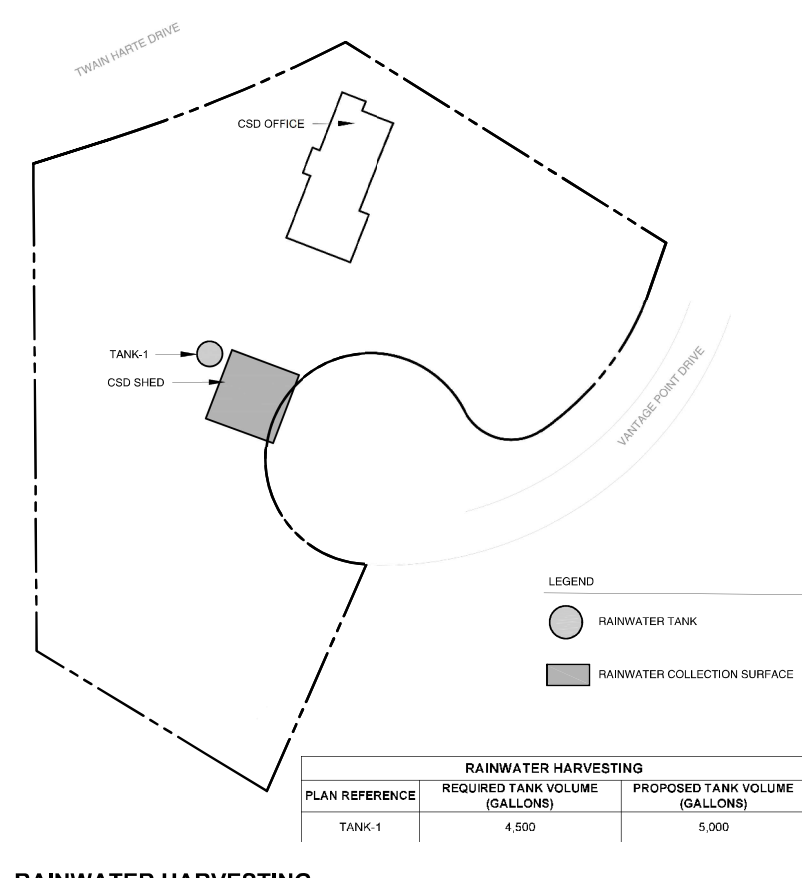 TWAIN HARTE DRIVE
CSD OFFICE
TANK-1
CSD SHED
VANTAGE POINT DRIVE
LEGEND
RAINWATER TANK
RAINWATER COLLECTION SURFACE
RAINWATER HARVESTING
PLAN REFERENCE
REQUIRED TANK VOLUME
(GALLONS)
PROPOSED TANK VOLUME
(GALLONS)
TANK-1
4,500
5,000
RAINWATER HARVESTING